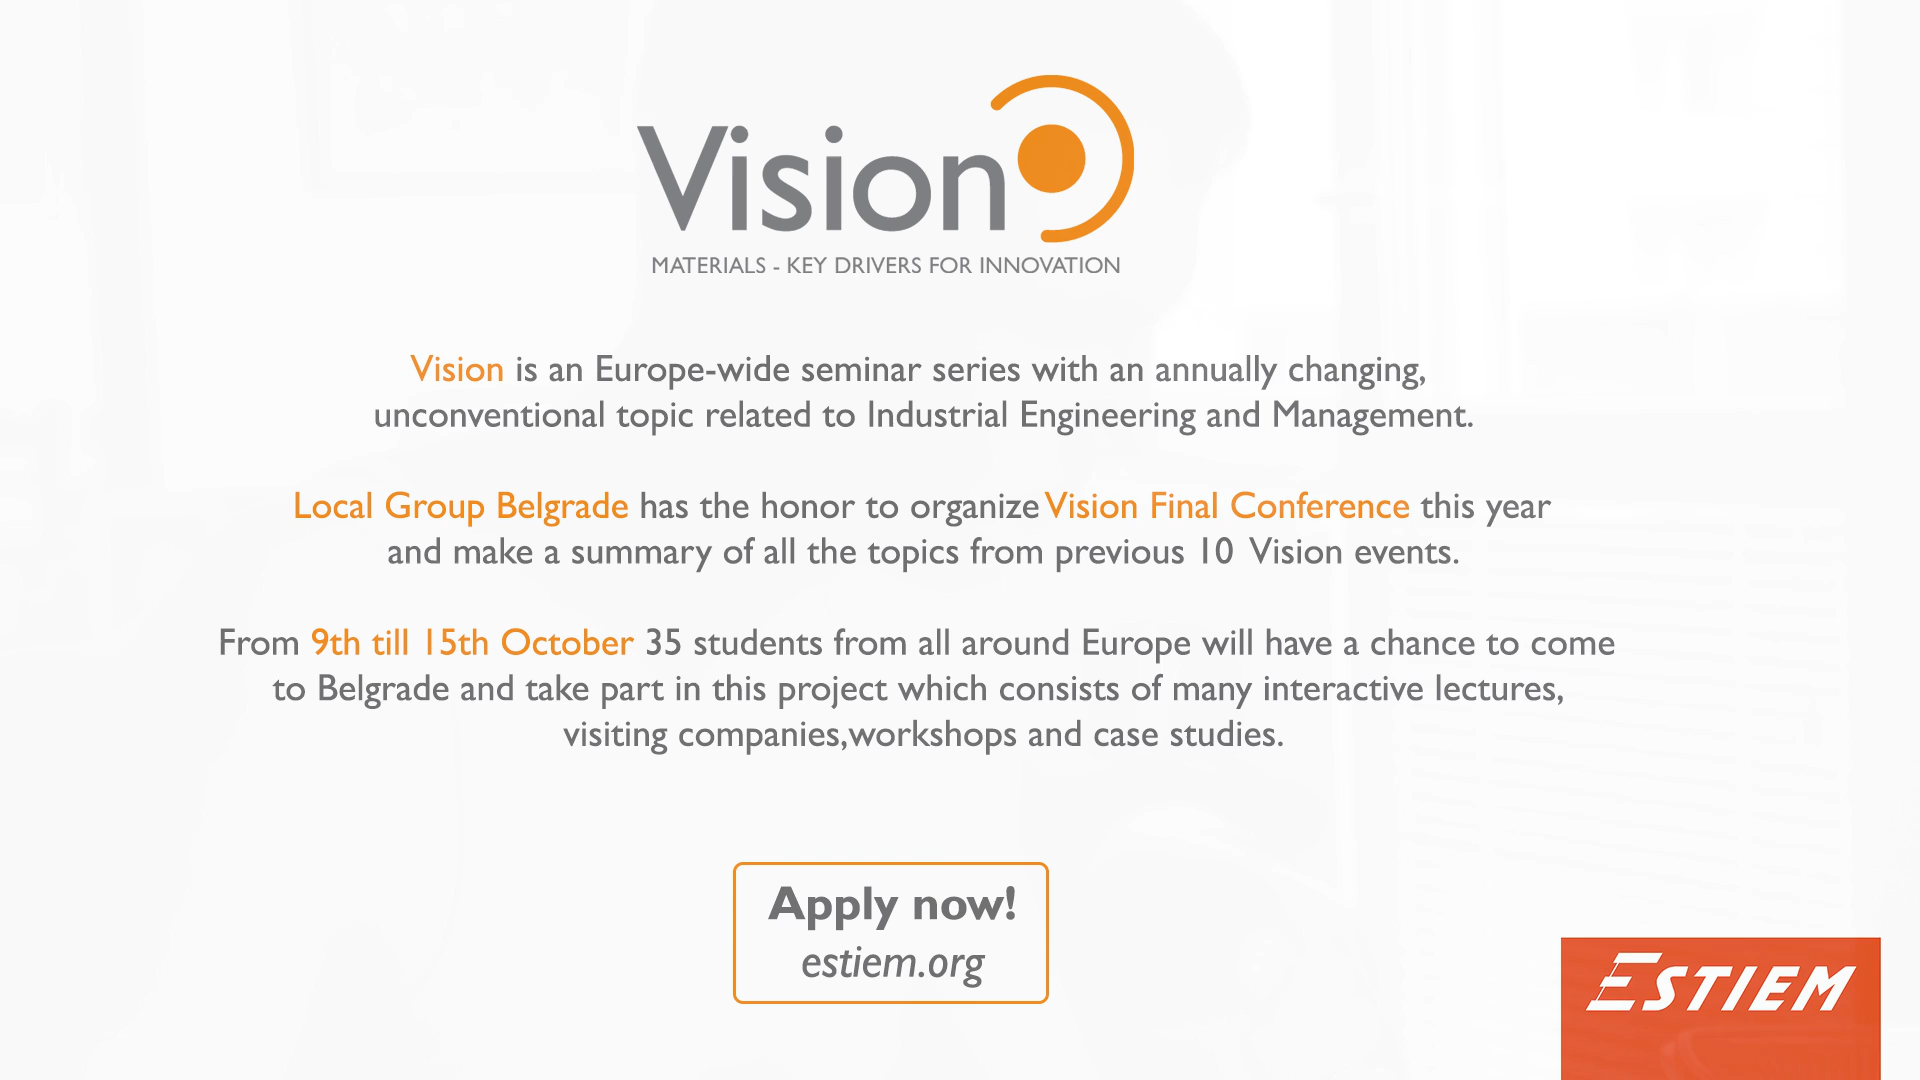 Vision
MATERIALS - KEY DRIVERS FOR INNOVATION
Vision is an Europe-wide seminar series with an annually changing,
unconventional topic related to Industrial Engineering and Management.
Local Group Belgrade has the honor to organize Vision Final Conference this year
and make a summary of all the topics from previous 10 Vision events.
From 9th till 15th October 35 students from all around Europe will have a chance to come
to Belgrade and take part in this project which consists of many interactive lectures,
visiting companies,workshops and case studies.
Apply now!
estiem.org
ESTIEM